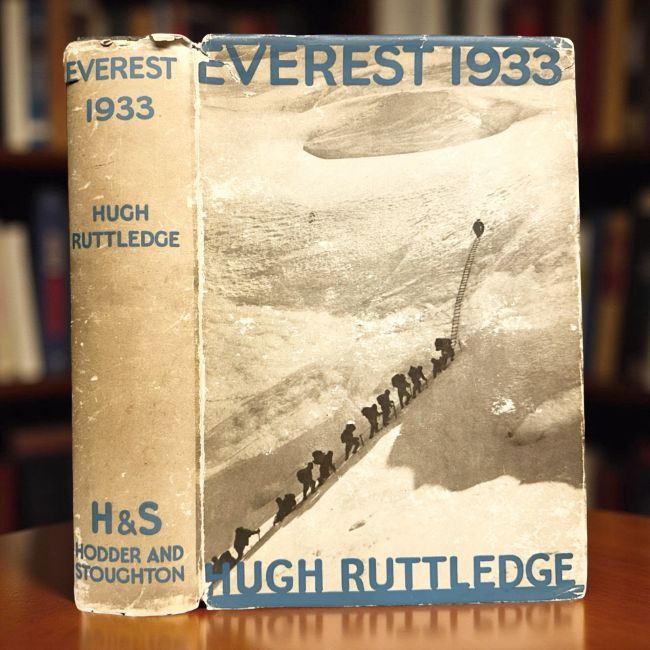 EVEREST
1933
HUGH
RUTTLEDGE
H&S
HODDER AND
STOUGHTON
EVEREST 1933
HUGH RUTTLEDGE